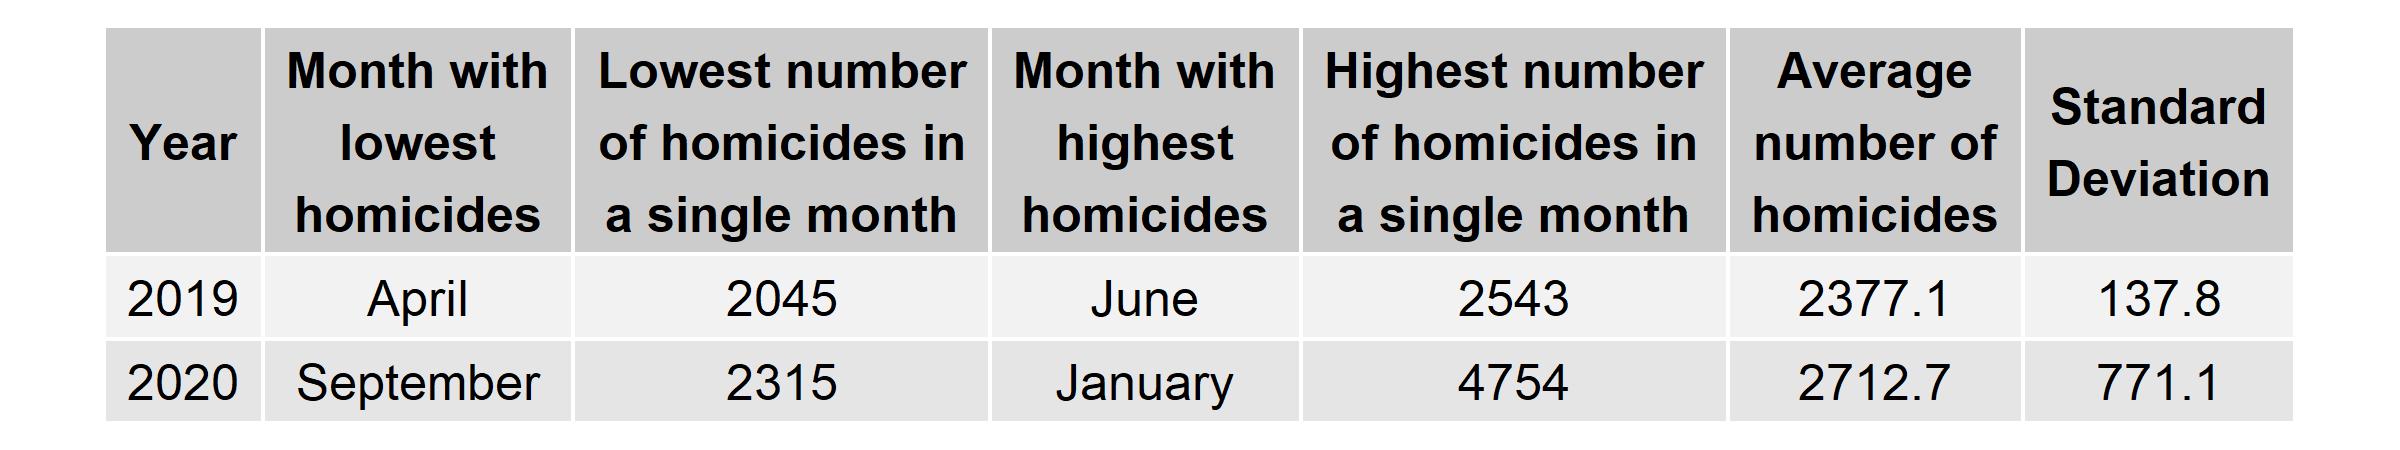 Year
Month with
lowest
homicides
Lowest number
of homicides in
a single month
Month with
highest
homicides
Highest number
of homicides in
a single month
Average
number of
homicides
Standard
Deviation
2019 April 2045 June 2543 2377.1 137.8
2020 September 2315 January 4754 2712.7 771.1